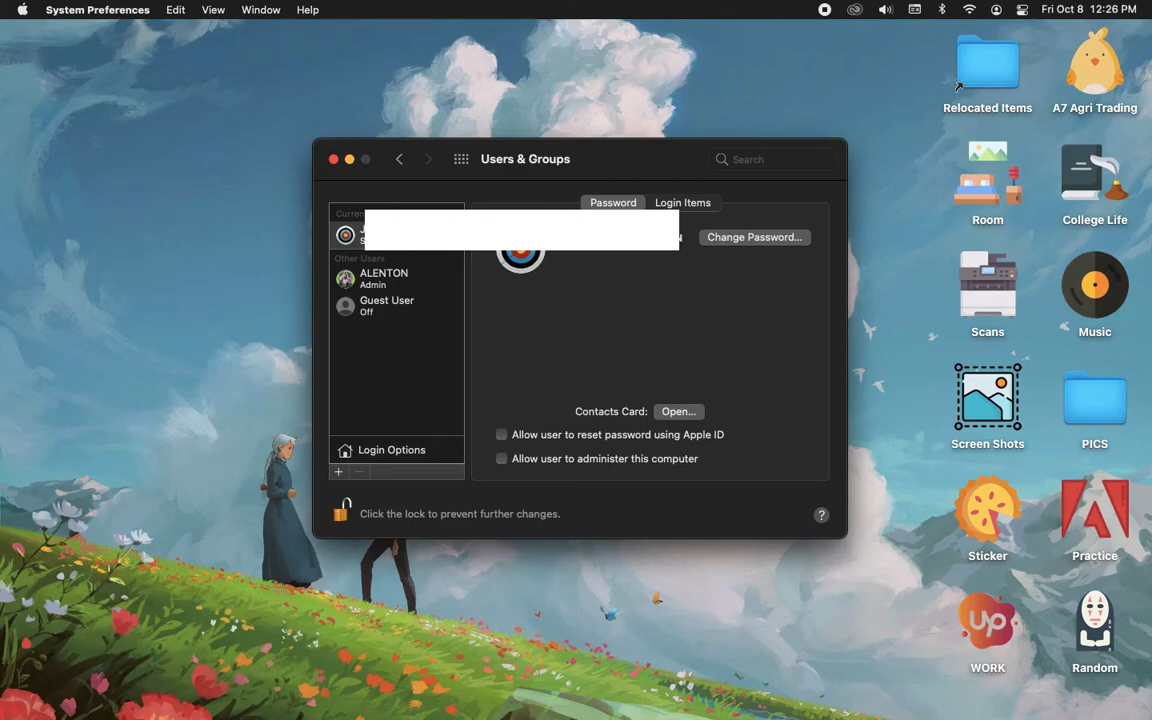 System Preferences Edit View Window Help
Fri Oct 8 12:26 PM
Users & Groups
Search
Password
Login Items
Change Password...
Other Users
ALENTON
Admin
Guest User
Off
Contacts Card:
Open...
Allow user to reset password using Apple ID
Allow user to administer this computer
Login Options
+ −
Click the lock to prevent further changes.
?
Relocated Items
A7 Agri Trading
Room
College Life
Scans
Music
Screen Shots
PICS
Sticker
Practice
Up
WORK
Random